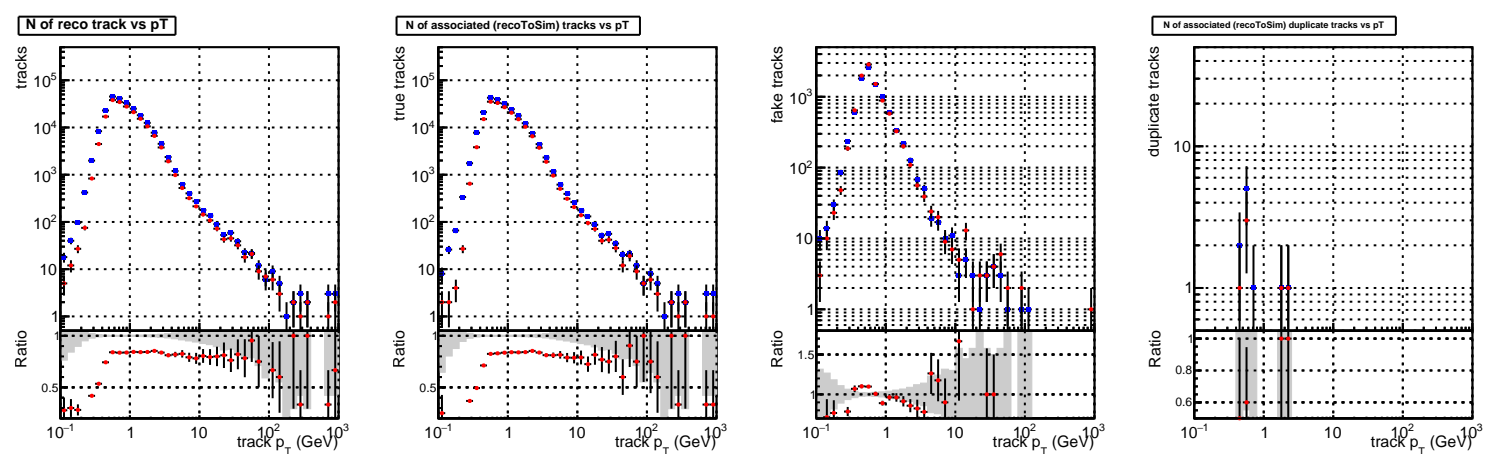 N of reco track vs pT
tracks
10^5
10^4
10^3
10^2
10
1
Ratio
1
0.5
10^-1 1 10 10^2 10^3
track p_T (GeV)
N of associated (recoToSim) tracks vs pT
true tracks
10^5
10^4
10^3
10^2
10
1
Ratio
1
0.5
10^-1 1 10 10^2 10^3
track p_T (GeV)
fake tracks
10^3
10^2
10
1
Ratio
1.5
1
10^-1 1 10 10^2 10^3
track p_T (GeV)
N of associated (recoToSim) duplicate tracks vs pT
duplicate tracks
10
1
Ratio
1
0.8
0.6
10^-1 1 10 10^2 10^3
track p_T (GeV)